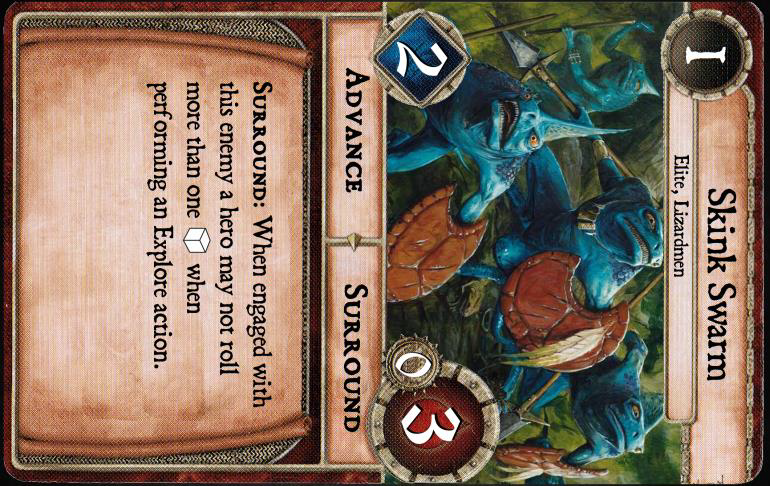 1
Skink Swarm
Elite, Lizardmen
2
0
3
ADVANCE
SURROUND
SURROUND: When engaged with
this enemy a hero may not roll
more than one when
performing an Explore action.